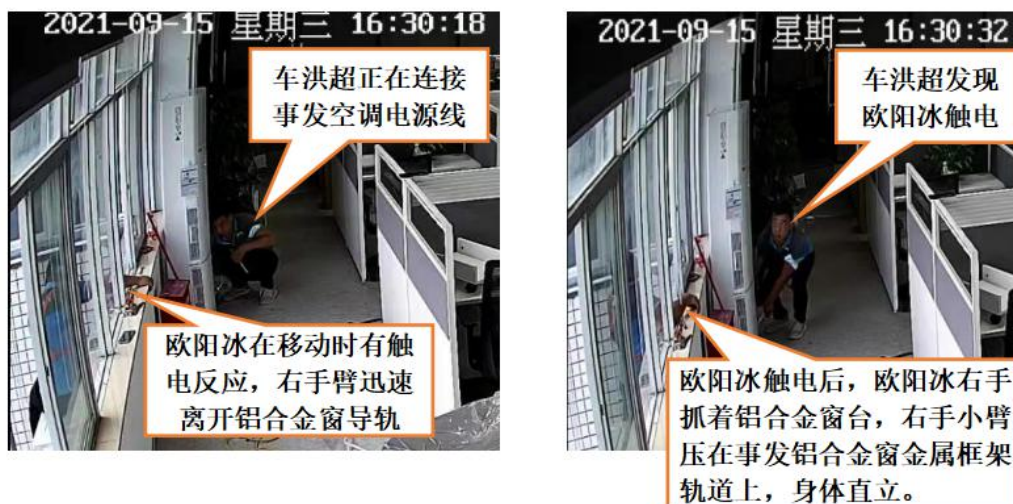 2021-09-15 星期三 16:30:18
车洪超正在连接
事发空调电源线
欧阳冰在移动时有触
电反应，右手臂迅速
离开铝合金窗导轨
2021-09-15 星期三 16:30:32
车洪超发现
欧阳冰触电
欧阳冰触电后，欧阳冰右手
抓着铝合金窗台，右手小臂
压在事发铝合金窗金属框架
轨道上，身体直立。